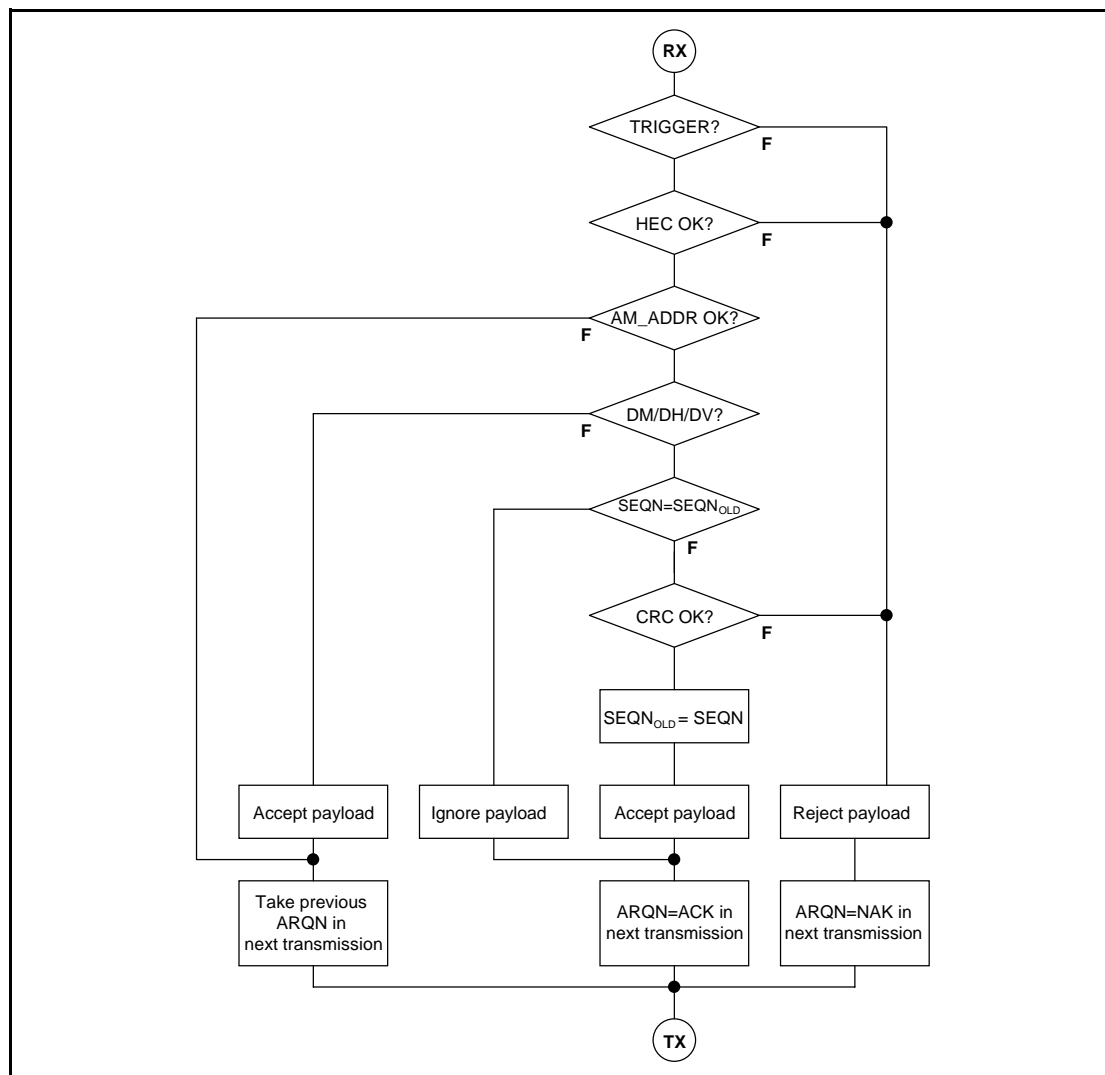 RX
TRIGGER?
F
HEC OK?
F
AM_ADDR OK?
F
DM/DH/DV?
F
SEQN=SEQNOLD
F
CRC OK?
F
SEQNOLD = SEQN
Accept payload
Ignore payload
Accept payload
Reject payload
Take previous
ARQN in
next transmission
ARQN=ACK in
next transmission
ARQN=NAK in
next transmission
TX